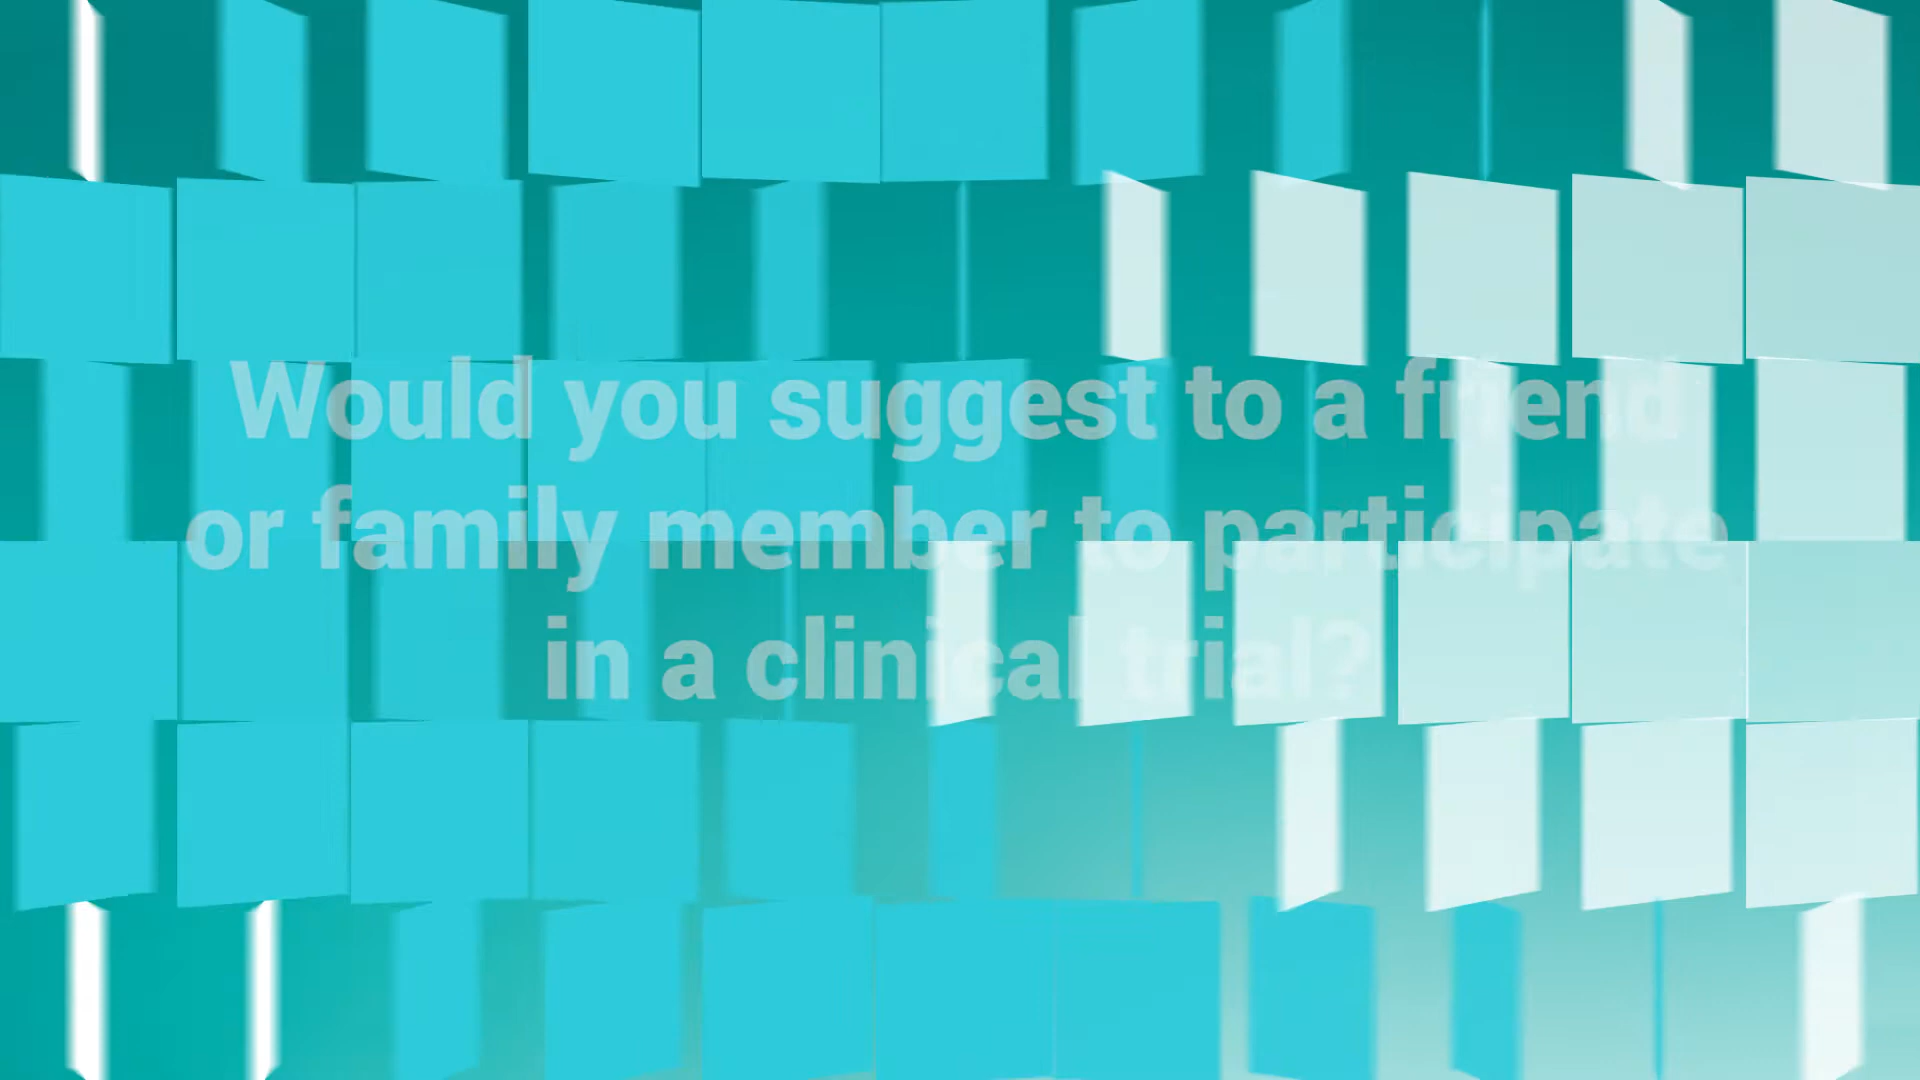 Would you suggest to a friend
or family member to participate
in a clinical trial?